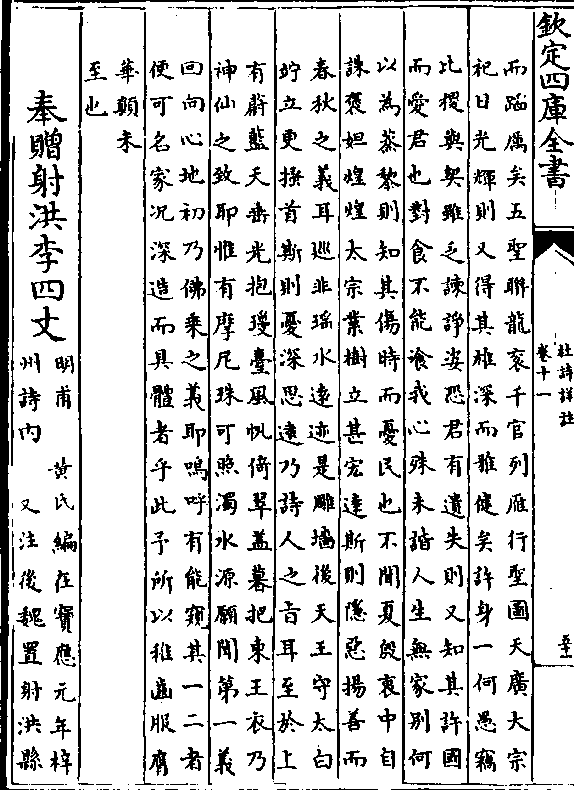 欽定四庫全書
杜詩詳註
卷十一
而蹈厲矣五聖聯龍衮千官列雁行聖圖天廣大宗
祀日光輝則又得其雄深而雅健矣許身一何愚竊
比稷與契雖乏諫諍姿恐君有遺失則又知其許國
而愛君也對食不能飡我心殊未諧人生無家别何
以為蒸黎則知其傷時而憂民也不聞夏殷衰中自
誅褒妲煌煌太宗業樹立甚宏達斯則隱惡揚善而
春秋之義耳巡非瑶水遠迹是雕墻後天王守太白
竚立更搔首斯則憂深思遠乃詩人之旨耳至於上
有蔚藍天垂光抱瓊臺風帆倚翠蓋暮把東王衣乃
神仙之致耶惟有摩尼珠可照濁水源願聞第一義
回向心地初乃佛乗之義耶嗚呼有能窺其一二者
便可名家况深造而具體者乎此予所以稚齒服膺
華顛未
至也
奉贈射洪李四丈
明甫 黄氏編在寳應元年梓
州詩内 又注後魏置射洪縣